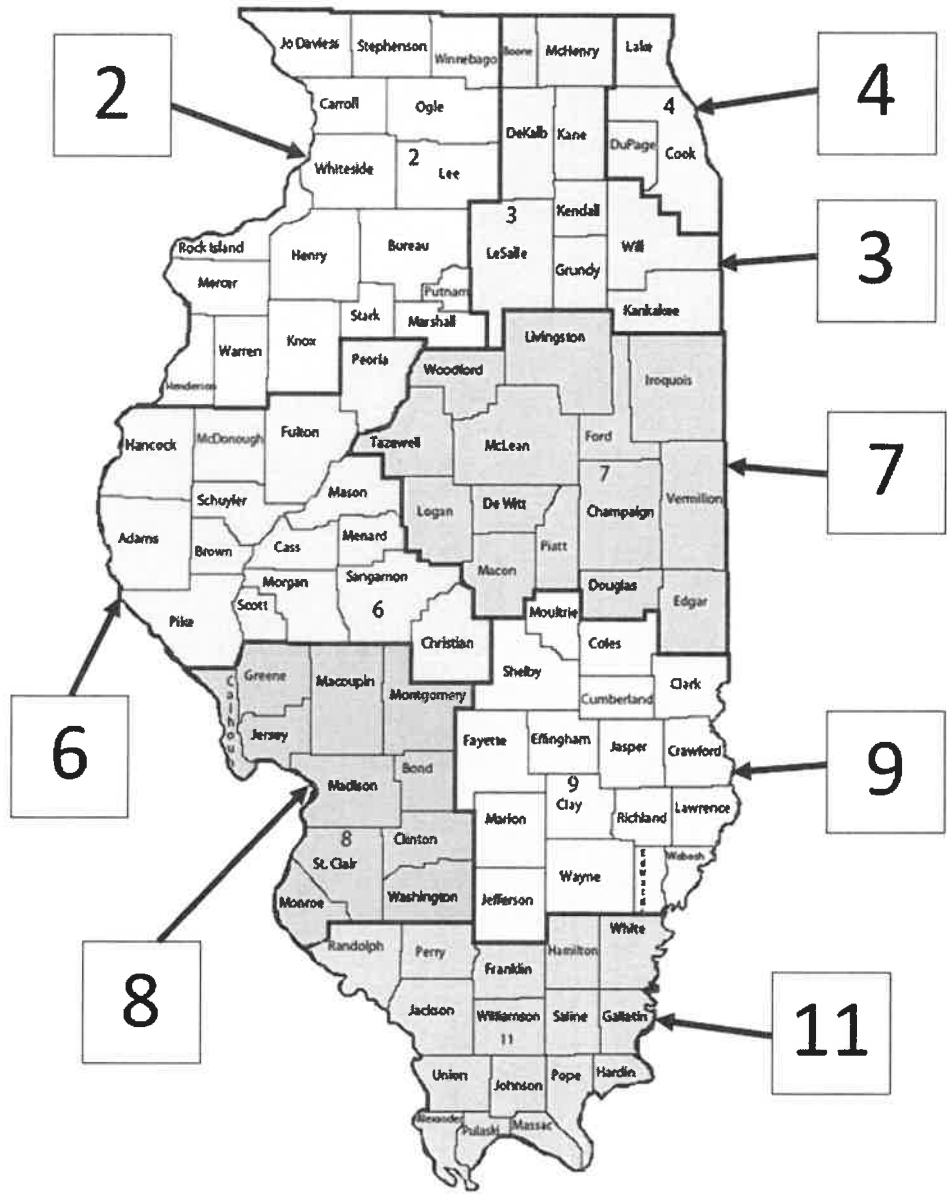 Jo Daviess Stephenson Winnebago Boone McHenry Lake
2
4
Carroll Ogle 4
DeKalb Kane DuPage Cook
Whiteside 2 Lee
3 Kendall
3
Rock Island Henry Bureau LaSalle Will
Mercer Putnam Grundy
Stark Marshall Kankakee
Warren Knox Peoria Livingston
Henderson Woodford Iroquois
Hancock McDonough Fulton Tazewell McLean Ford
7
7
Schuyler Mason Logan De Witt Champaign Vermilion
Adams Brown Cass Menard Piatt
Morgan Sangamon Macon Douglas
Scott 6 Moultrie Edgar
Pike Christian Coles
6
Calhoun Greene Macoupin Montgomery Shelby Cumberland Clark
Jersey Fayette Effingham Jasper Crawford
9
Madison Bond 9
Clay Richland Lawrence
8 Clinton Marion
St. Clair Wayne Edwards Wabash
Monroe Washington Jefferson
8
Randolph Perry Franklin Hamilton White
Jackson Williamson Saline Gallatin
11
11
Union Johnson Pope Hardin
Alexander Pulaski Massac